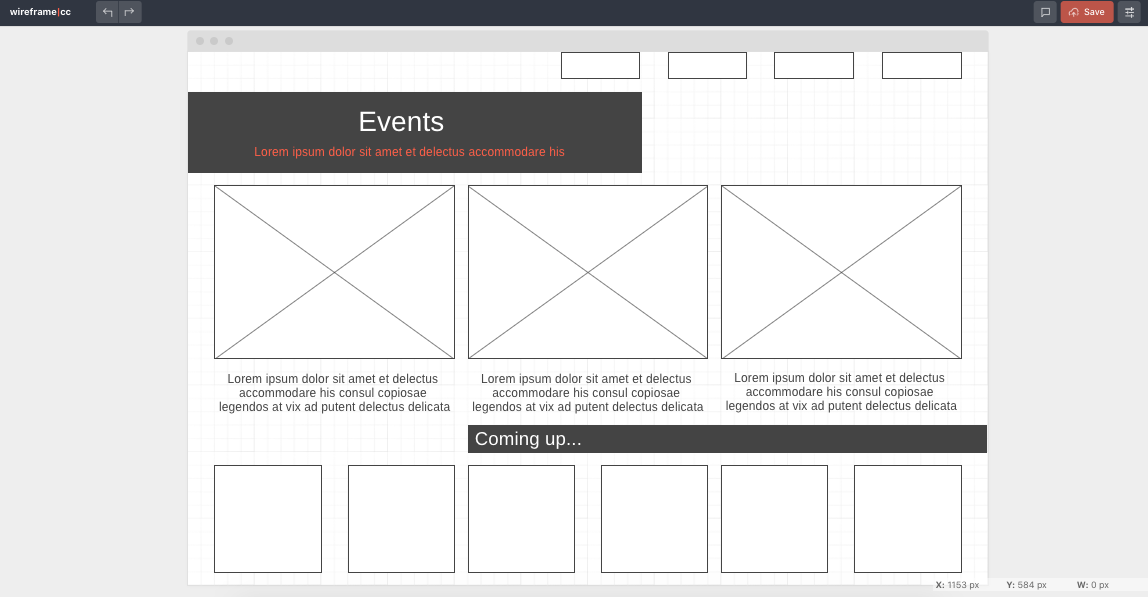 wireframe|cc
Save
Events
Lorem ipsum dolor sit amet et delectus accommodare his
Lorem ipsum dolor sit amet et delectus
accommodare his consul copiosae
legendos at vix ad putent delectus delicata
Lorem ipsum dolor sit amet et delectus
accommodare his consul copiosae
legendos at vix ad putent delectus delicata
Lorem ipsum dolor sit amet et delectus
accommodare his consul copiosae
legendos at vix ad putent delectus delicata
Coming up...
X: 1153 px Y: 584 px W: 0 px